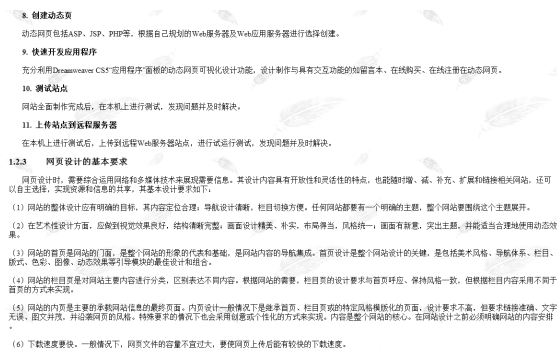 8. 创建动态页
动态网页包括ASP、JSP、PHP等，根据自己规划的Web服务器及Web应用服务器进行选择创建。
9. 快速开发应用程序
充分利用Dreamweaver CS5“应用程序”面板的动态网页可视化设计功能，设计制作与具有交互功能的如留言本、在线购买、在线注册在动态网页。
10. 测试站点
网站全面制作完成后，在本机上进行测试，发现问题并及时解决。
11. 上传站点到远程服务器
在本机上进行测试后，上传到远程Web服务器站点，进行试运行测试，发现问题并及时解决。
1.2.3 网页设计的基本要求
网页设计时，需要综合运用网络和多媒体技术来展现需要信息。其设计内容具有开放性和灵活性的特点，也能随时增、减、补充、扩展和链接相关网站，还可
以自主选择，实现资源和信息的共享，其基本设计要求如下：
（1）网站的整体设计应有明确的目标，其内容定位合理；导航设计清晰，栏目切换方便。任何网站都要有一个明确的主题，整个网站要围绕这个主题展开。
（2）在艺术性设计方面，应做到视觉效果良好，结构清晰完整；画面设计精美、朴实，布局得当，风格统一；画面有新意，突出主题，并能适当合理地使用动态效
果。
（3）网站的首页是网站的门面，是整个网站的形象的代表和基础，是网站内容的导航集成。首页设计是整个网站设计的关键，是包括美术风格、导航体系、栏目、
版式、色彩、图像、动态效果等引导模块的最佳设计和组合。
（4）网站的栏目页是对网站主要内容进行分类，区别表达不同内容。根据网站的需要，栏目页的设计要求与首页呼应、保持风格一致，但根据栏目内容采用不同于
首页的方式来实现。
（5）网站的内页是主要的承载网站信息的最终页面。内页设计一般情况下是继承首页、栏目页或的特定风格模版化的页面，设计要求不高，但要求链接准确、文字
无误、图文并茂，并沿袭网页的风格。特殊要求的情况下也会采用创意或个性化的方式来实现，内容是整个网站的核心。在网站设计之前必须明确网站的内容安排
。
（6）下载速度要快。一般情况下，网页文件的容量不宜过大，要使网页上传后能有较快的下载速度。